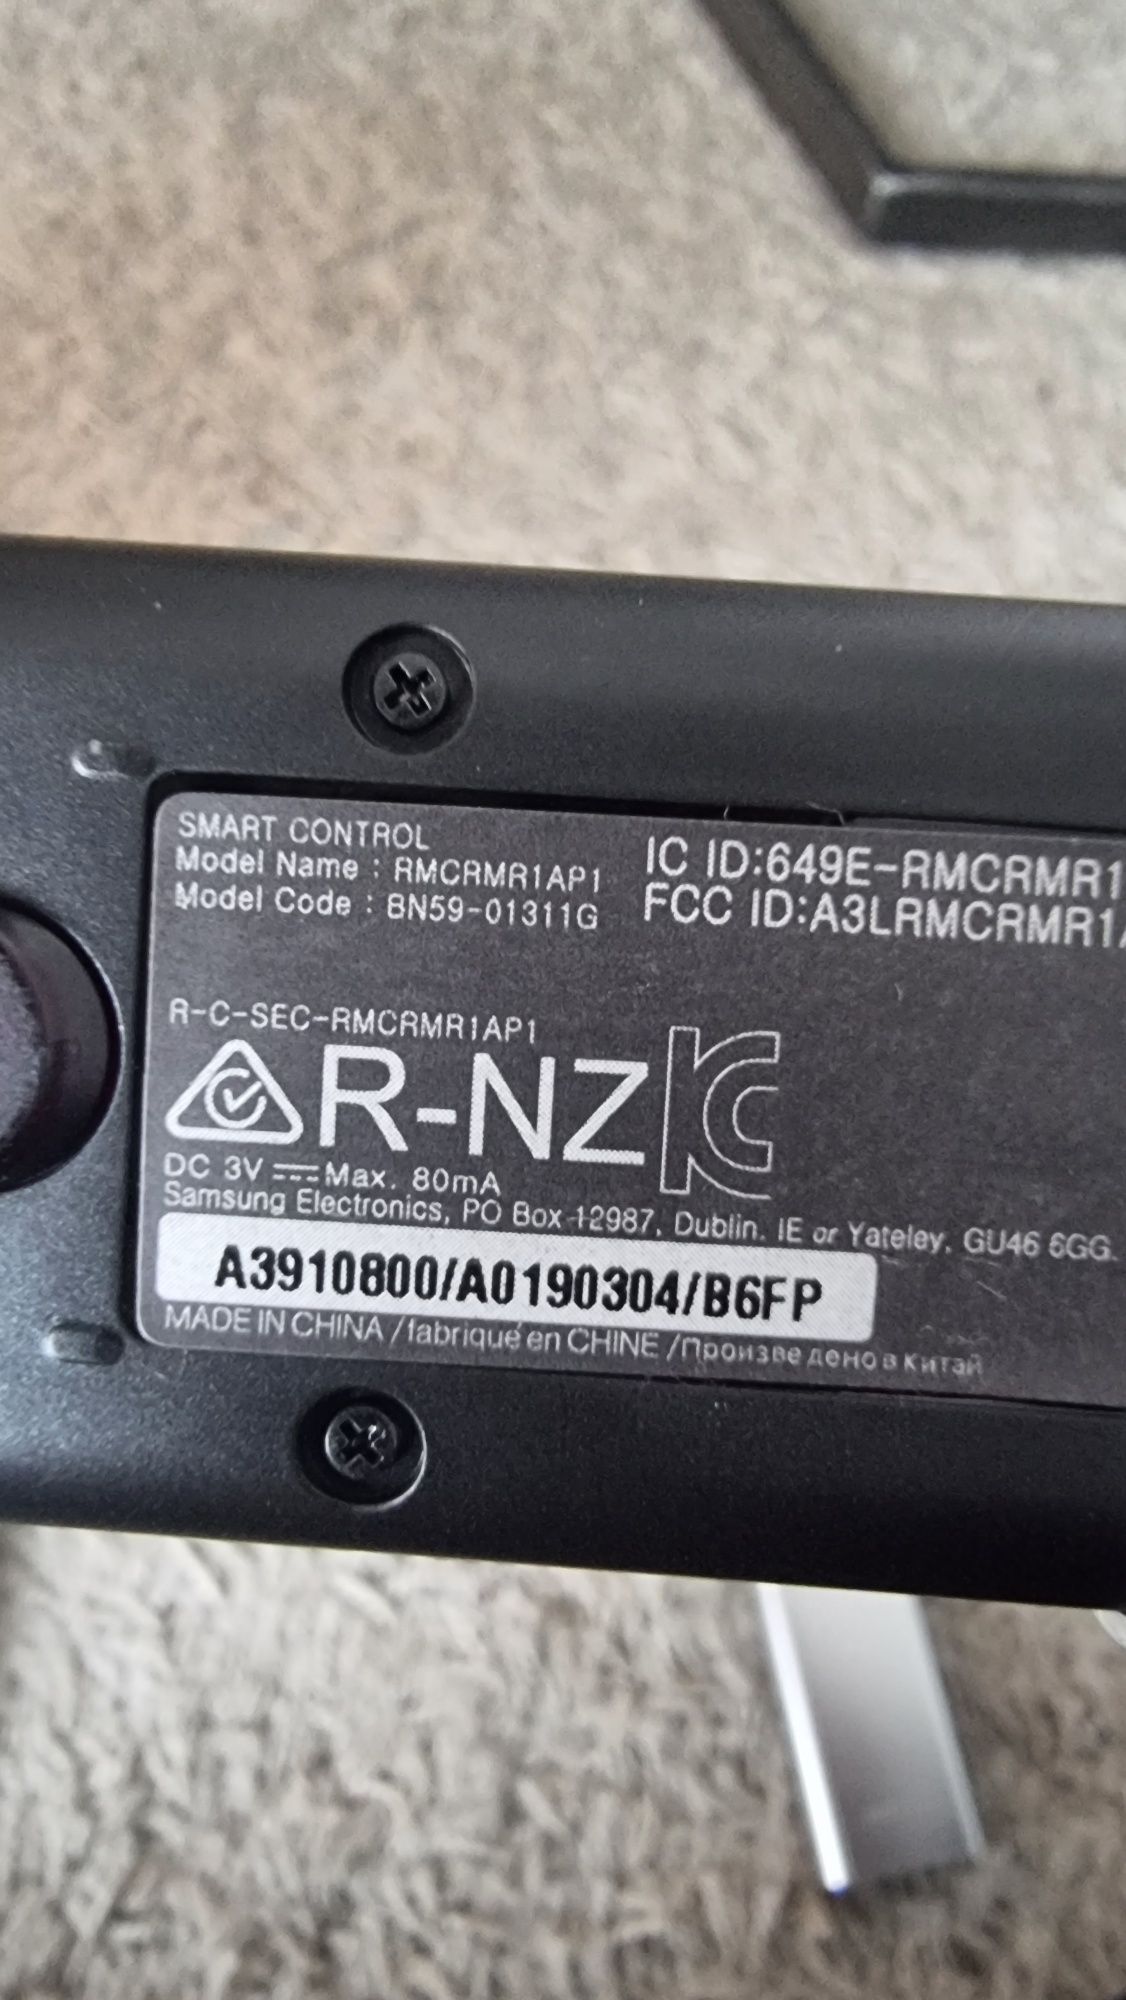 SMART CONTROL
Model Name : RMCRMR1AP1
Model Code : BN59-01311G
IC ID:649E-RMCRMR1
FCC ID:A3LRMCRMR1
R-C-SEC-RMCRMR1AP1
R-NZ
DC 3V Max. 80mA
Samsung Electronics, PO Box 12987, Dublin. IE or Yateley, GU46 6GG.
A3910800/A0190304/B6FP
MADE IN CHINA /fabriqué en CHINE /Произведено в Китай